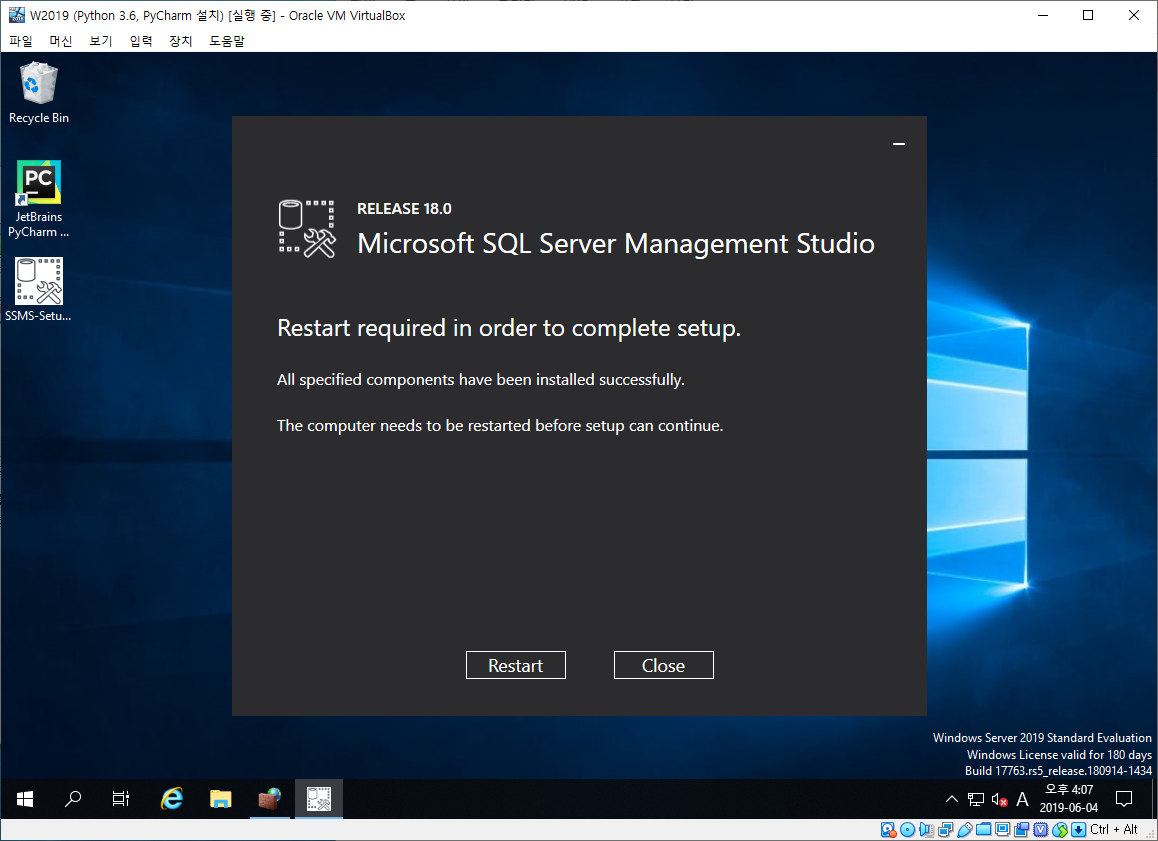 W2019 (Python 3.6, PyCharm 설치) [실행 중] - Oracle VM VirtualBox
파일 머신 보기 입력 장치 도움말
Recycle Bin
PC
JetBrains
PyCharm ...
SSMS-Setu...
RELEASE 18.0
Microsoft SQL Server Management Studio
Restart required in order to complete setup.
All specified components have been installed successfully.
The computer needs to be restarted before setup can continue.
Restart Close
Windows Server 2019 Standard Evaluation
Windows License valid for 180 days
Build 17763.rs5_release.180914-1434
A 오후 4:07
2019-06-04
Ctrl + Alt